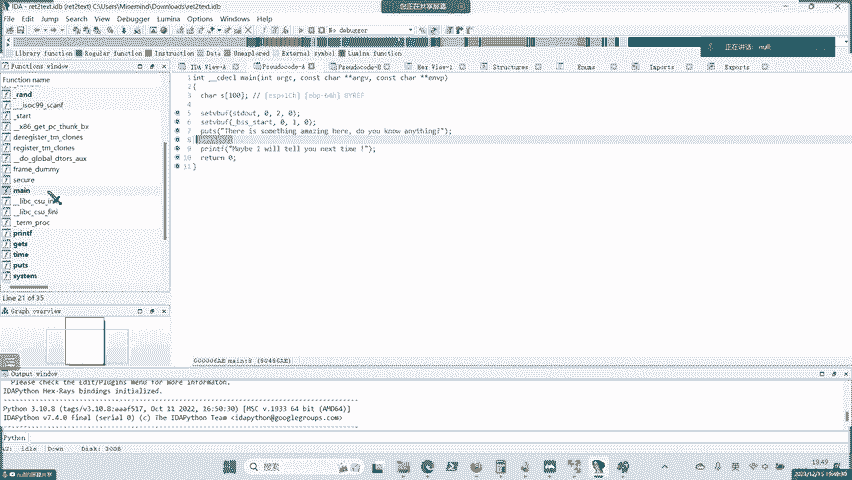 IDA - ret2text.idb (ret2text) C:\Users\Misemind\Downloads\ret2text.idb
您正在共享屏幕
File Edit Jump Search View Debugger Lumina Options Windows Help
No debugger
正在讲话: null
Library function Regular function Instruction Data Unexplored External symbol Lumina function
Functions window
IDA View-A Pseudocode-A Pseudocode-B Hex View-1 Structures Enums Imports Exports
Function name
_rand
___isoc99_scanf
_start
__x86_get_pc_thunk_bx
deregister_tm_clones
register_tm_clones
__do_global_dtors_aux
frame_dummy
secure
main
__libc_csu_in
__libc_csu_fini
_term_proc
printf
gets
time
puts
system
Line 21 of 35
1 int __cdecl main(int argc, const char **argv, const char **envp)
2 {
3 char s[100]; // [esp+1Ch] [ebp-64h] BYREF
4
5 setvbuf(stdout, 0, 2, 0);
6 setvbuf(_bss_start, 0, 1, 0);
7 puts("There is something amazing here, do you know anything?");
8
9 printf("Maybe I will tell you next time !");
10 return 0;
11 }
Graph overview
000006AE main:8 (80486AE)
Output window
Please check the Edit/Plugins menu for more informaton.
IDAPython Hex-Rays bindings initialized.
Python 3.10.8 (tags/v3.10.8:aaaf517, Oct 11 2022, 16:50:30) [MSC v.1933 64 bit (AMD64)]
IDAPython v7.4.0 final (serial 0) (c) The IDAPython Team <idapython@googlegroups.com>
Python
AU: idle Down Disk: 30GB
搜索
英
19:49